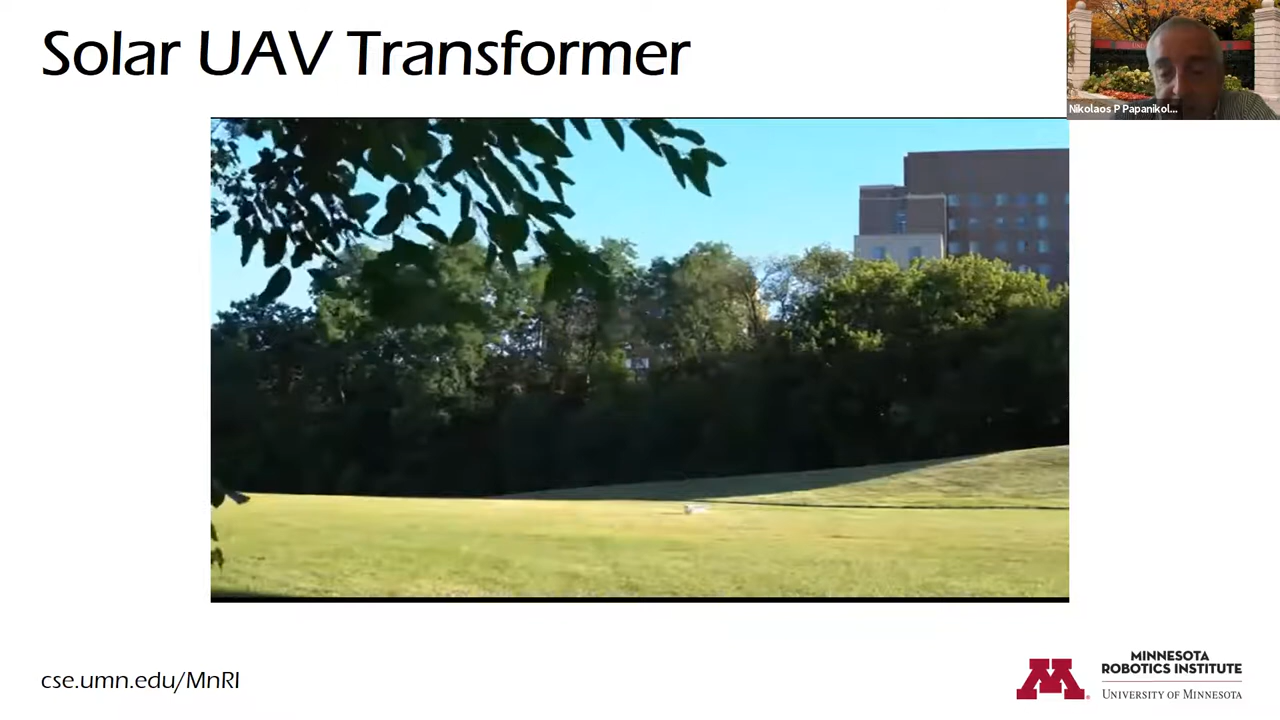 Solar UAV Transformer
Nikolaos P Papanikol...
cse.umn.edu/MnRI
MINNESOTA
ROBOTICS INSTITUTE
UNIVERSITY OF MINNESOTA